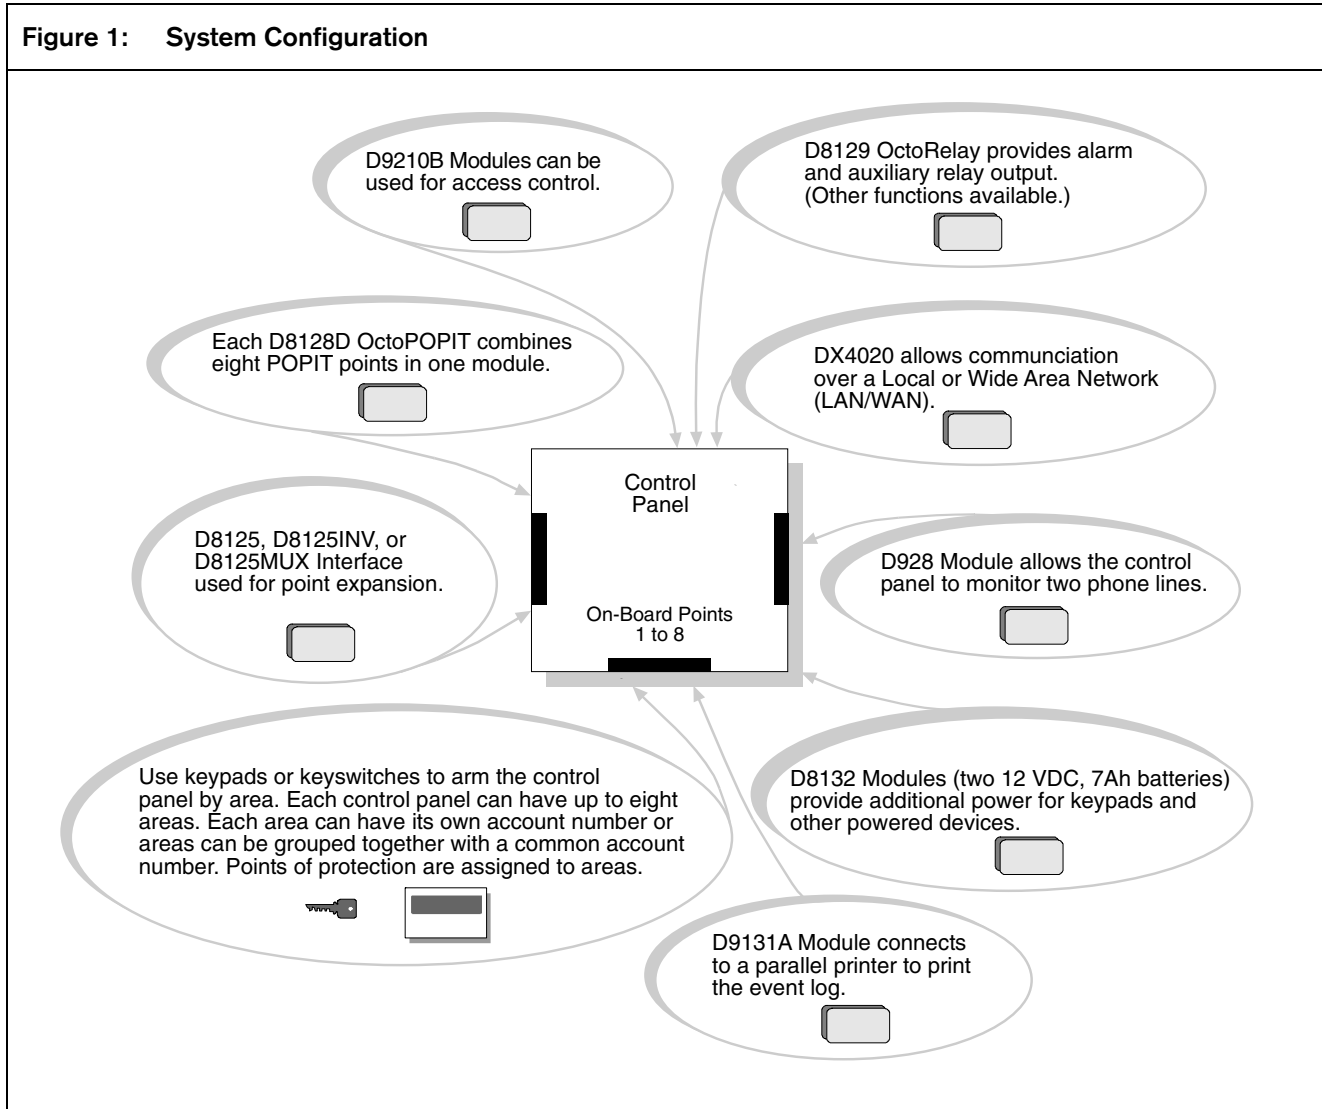 Figure 1: System Configuration
D9210B Modules can be
used for access control.
D8129 OctoRelay provides alarm
and auxiliary relay output.
(Other functions available.)
Each D8128D OctoPOPIT combines
eight POPIT points in one module.
DX4020 allows communciation
over a Local or Wide Area Network
(LAN/WAN).
Control
Panel
On-Board Points
1 to 8
D8125, D8125INV, or
D8125MUX Interface
used for point expansion.
D928 Module allows the control
panel to monitor two phone lines.
Use keypads or keyswitches to arm the control
panel by area. Each control panel can have up to eight
areas. Each area can have its own account number or
areas can be grouped together with a common account
number. Points of protection are assigned to areas.
D8132 Modules (two 12 VDC, 7Ah batteries)
provide additional power for keypads and
other powered devices.
D9131A Module connects
to a parallel printer to print
the event log.